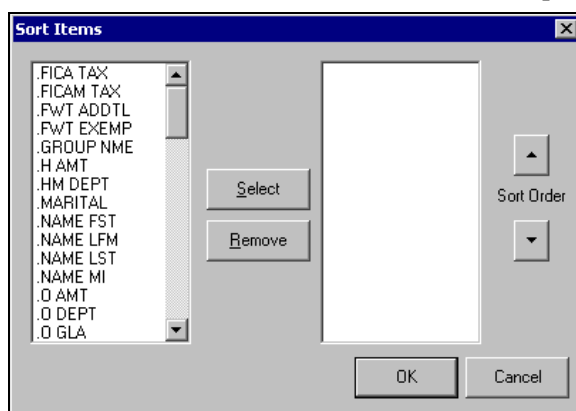 Sort Items
.FICA TAX
.FICAM TAX
.FWT ADDTL
.FWT EXEMP
.GROUP NME
.H AMT
.HM DEPT
.MARITAL
.NAME FST
.NAME LFM
.NAME LST
.NAME MI
.O AMT
.O DEPT
.O GLA
Select
Remove
Sort Order
OK
Cancel